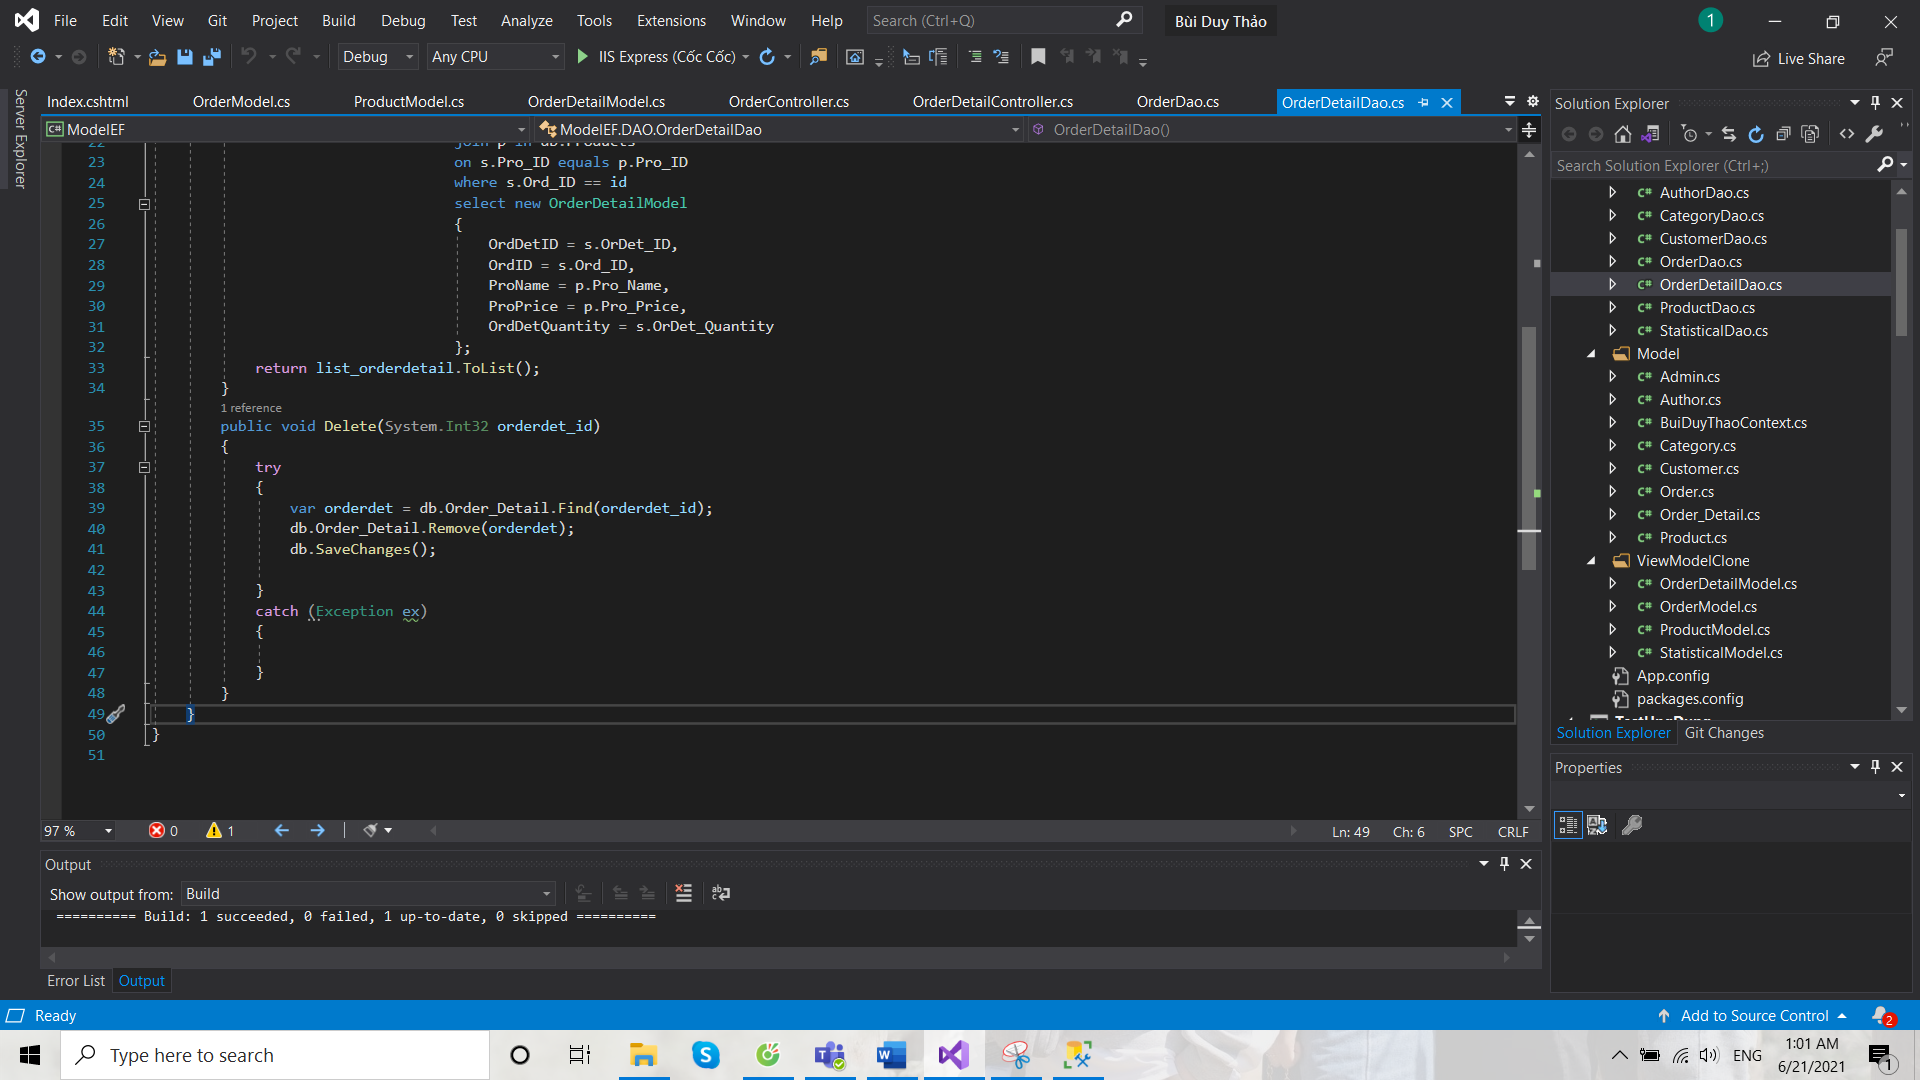 File Edit View Git Project Build Debug Test Analyze Tools Extensions Window Help Search (Ctrl+Q) Bùi Duy Thảo 1
Debug Any CPU IIS Express (Cốc Cốc) Live Share
Server Explorer
Index.cshtml OrderModel.cs ProductModel.cs OrderDetailModel.cs OrderController.cs OrderDetailController.cs OrderDao.cs OrderDetailDao.cs
ModelEF ModelEF.DAO.OrderDetailDao OrderDetailDao()
22 join p in db.Products
23 on s.Pro_ID equals p.Pro_ID
24 where s.Ord_ID == id
25 select new OrderDetailModel
26 {
27 OrdDetID = s.OrDet_ID,
28 OrdID = s.Ord_ID,
29 ProName = p.Pro_Name,
30 ProPrice = p.Pro_Price,
31 OrdDetQuantity = s.OrDet_Quantity
32 };
33 return list_orderdetail.ToList();
34 }
1 reference
35 public void Delete(System.Int32 orderdet_id)
36 {
37 try
38 {
39 var orderdet = db.Order_Detail.Find(orderdet_id);
40 db.Order_Detail.Remove(orderdet);
41 db.SaveChanges();
42
43 }
44 catch (Exception ex)
45 {
46
47 }
48 }
49 }
50 }
51
97 % 0 1 Ln: 49 Ch: 6 SPC CRLF
Output
Show output from: Build
========== Build: 1 succeeded, 0 failed, 1 up-to-date, 0 skipped ==========
Error List Output
Solution Explorer
Search Solution Explorer (Ctrl+;)
C# AuthorDao.cs
C# CategoryDao.cs
C# CustomerDao.cs
C# OrderDao.cs
C# OrderDetailDao.cs
C# ProductDao.cs
C# StatisticalDao.cs
Model
C# Admin.cs
C# Author.cs
C# BuiDuyThaoContext.cs
C# Category.cs
C# Customer.cs
C# Order.cs
C# Order_Detail.cs
C# Product.cs
ViewModelClone
C# OrderDetailModel.cs
C# OrderModel.cs
C# ProductModel.cs
C# StatisticalModel.cs
App.config
packages.config
Solution Explorer Git Changes
Properties
Ready Add to Source Control 2
Type here to search ENG 1:01 AM
6/21/2021 1